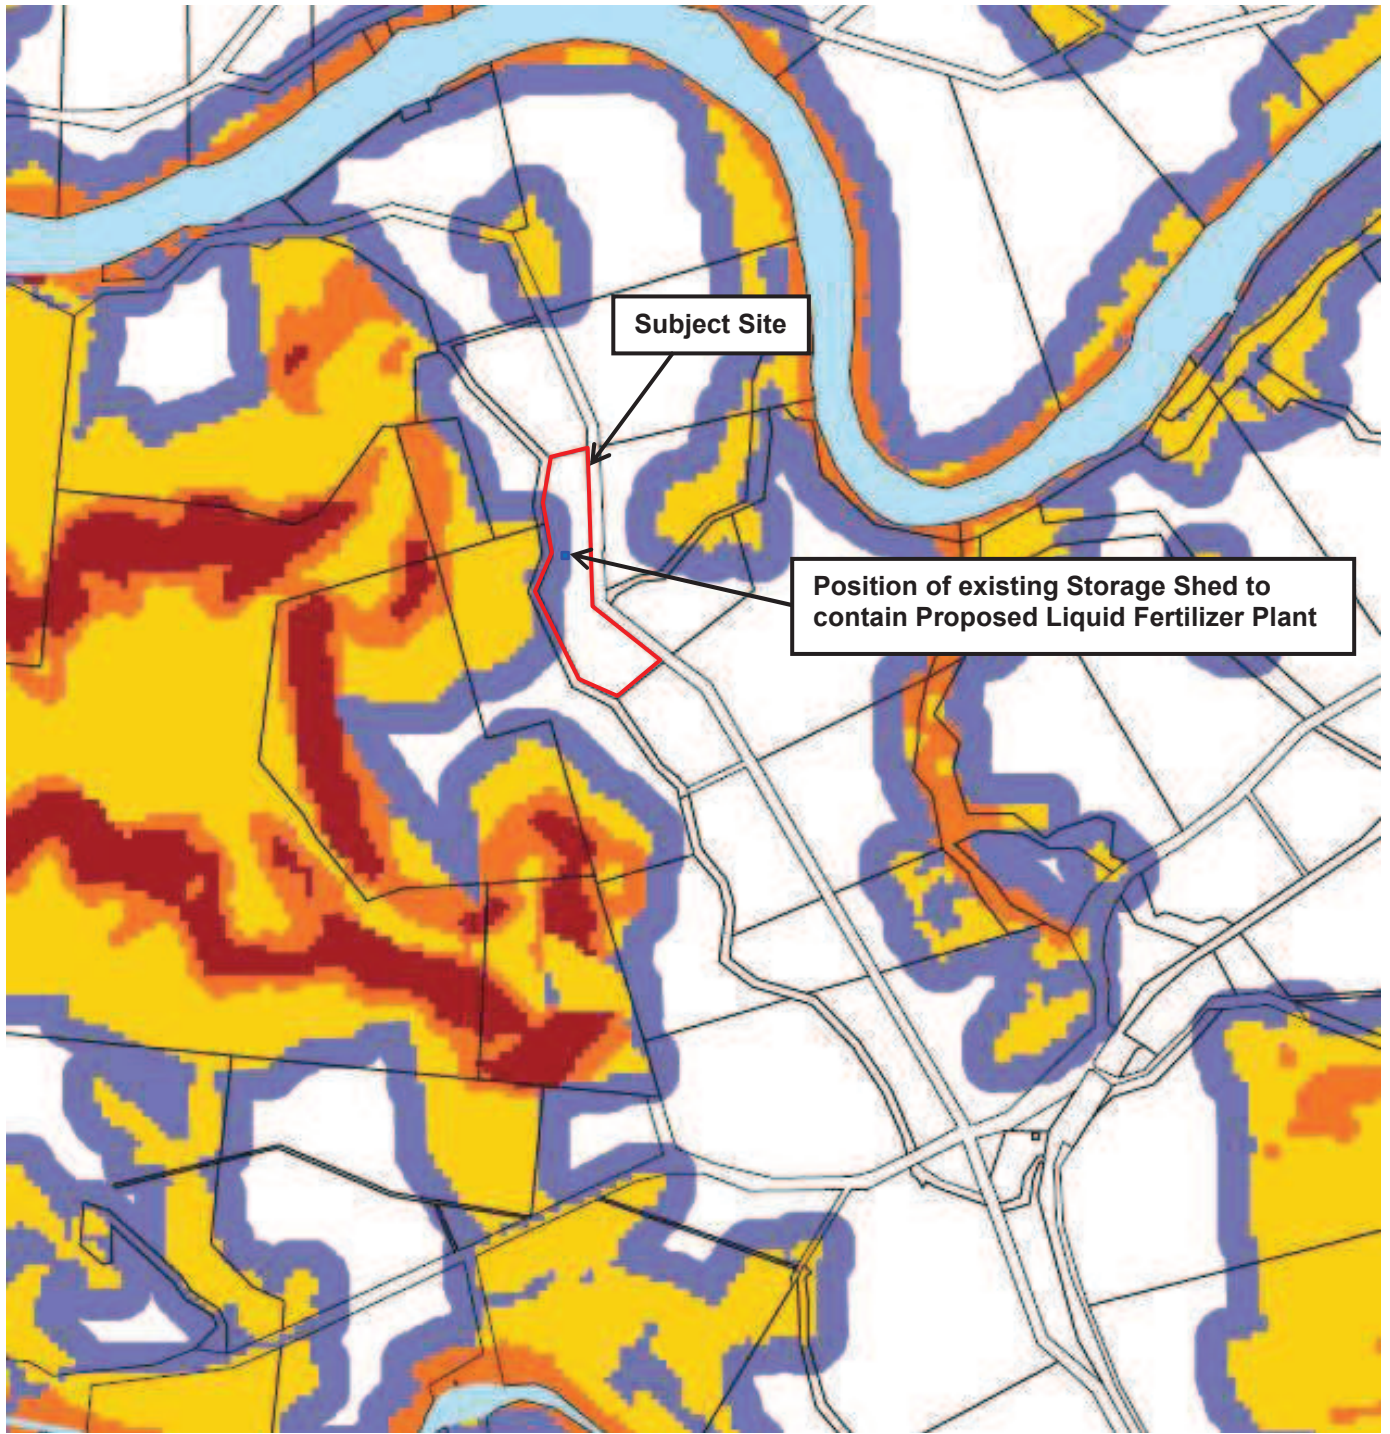 Subject Site
Position of existing Storage Shed to
contain Proposed Liquid Fertilizer Plant